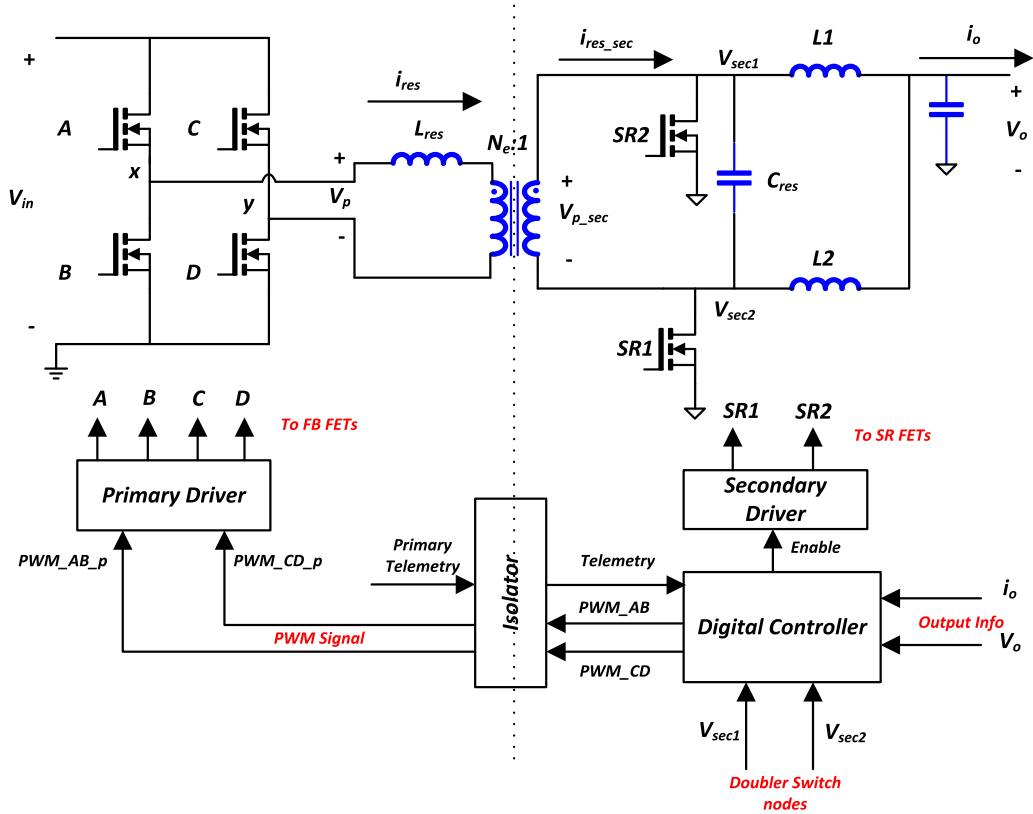 i_res_sec
V_sec1
L1
i_o
+
A
C
i_res
L_res
N_e:1
SR2
+
V_o
-
C_res
x
+
V_in
V_p
y
+
V_p_sec
-
-
B
D
L2
V_sec2
-
SR1
A
B
C
D
To FB FETs
SR1
SR2
To SR FETs
Primary Driver
Secondary
Driver
PWM_AB_p
PWM_CD_p
Primary
Telemetry
Isolator
Telemetry
Enable
PWM_AB
Digital Controller
i_o
Output Info
V_o
PWM Signal
PWM_CD
V_sec1
V_sec2
Doubler Switch
nodes